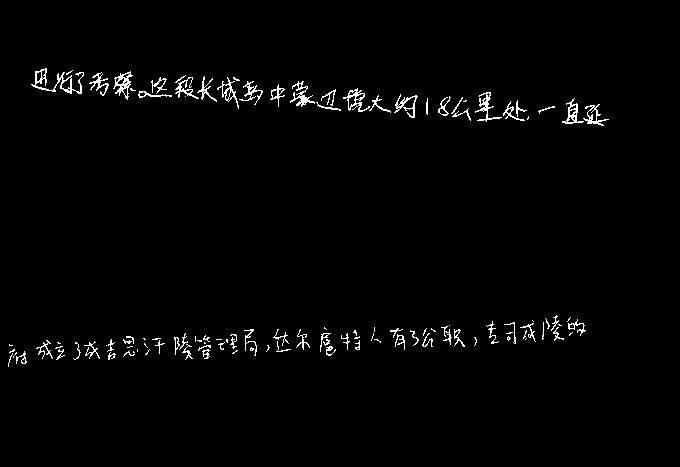 进行了考察。这段长城离中蒙边境大约18公里处,一直延
府成立了成吉思汗陵管理局,达尔扈特人有了公职,专司成陵的